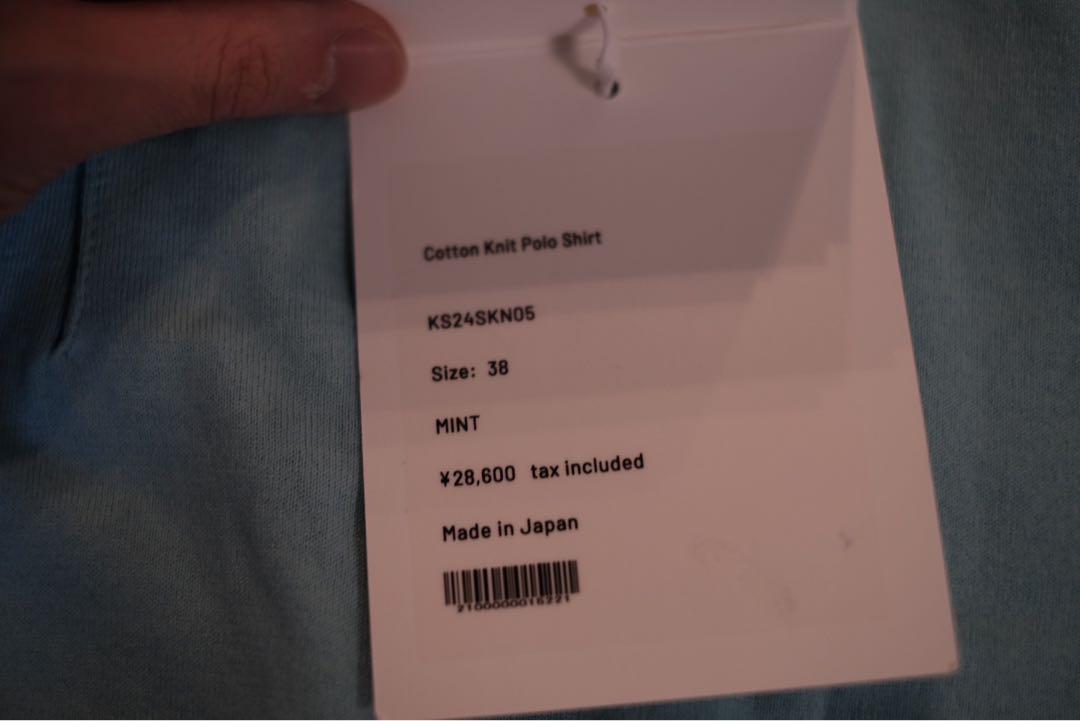 Cotton Knit Polo Shirt
KS24SKN05
Size: 38
MINT
¥28,600 tax included
Made in Japan